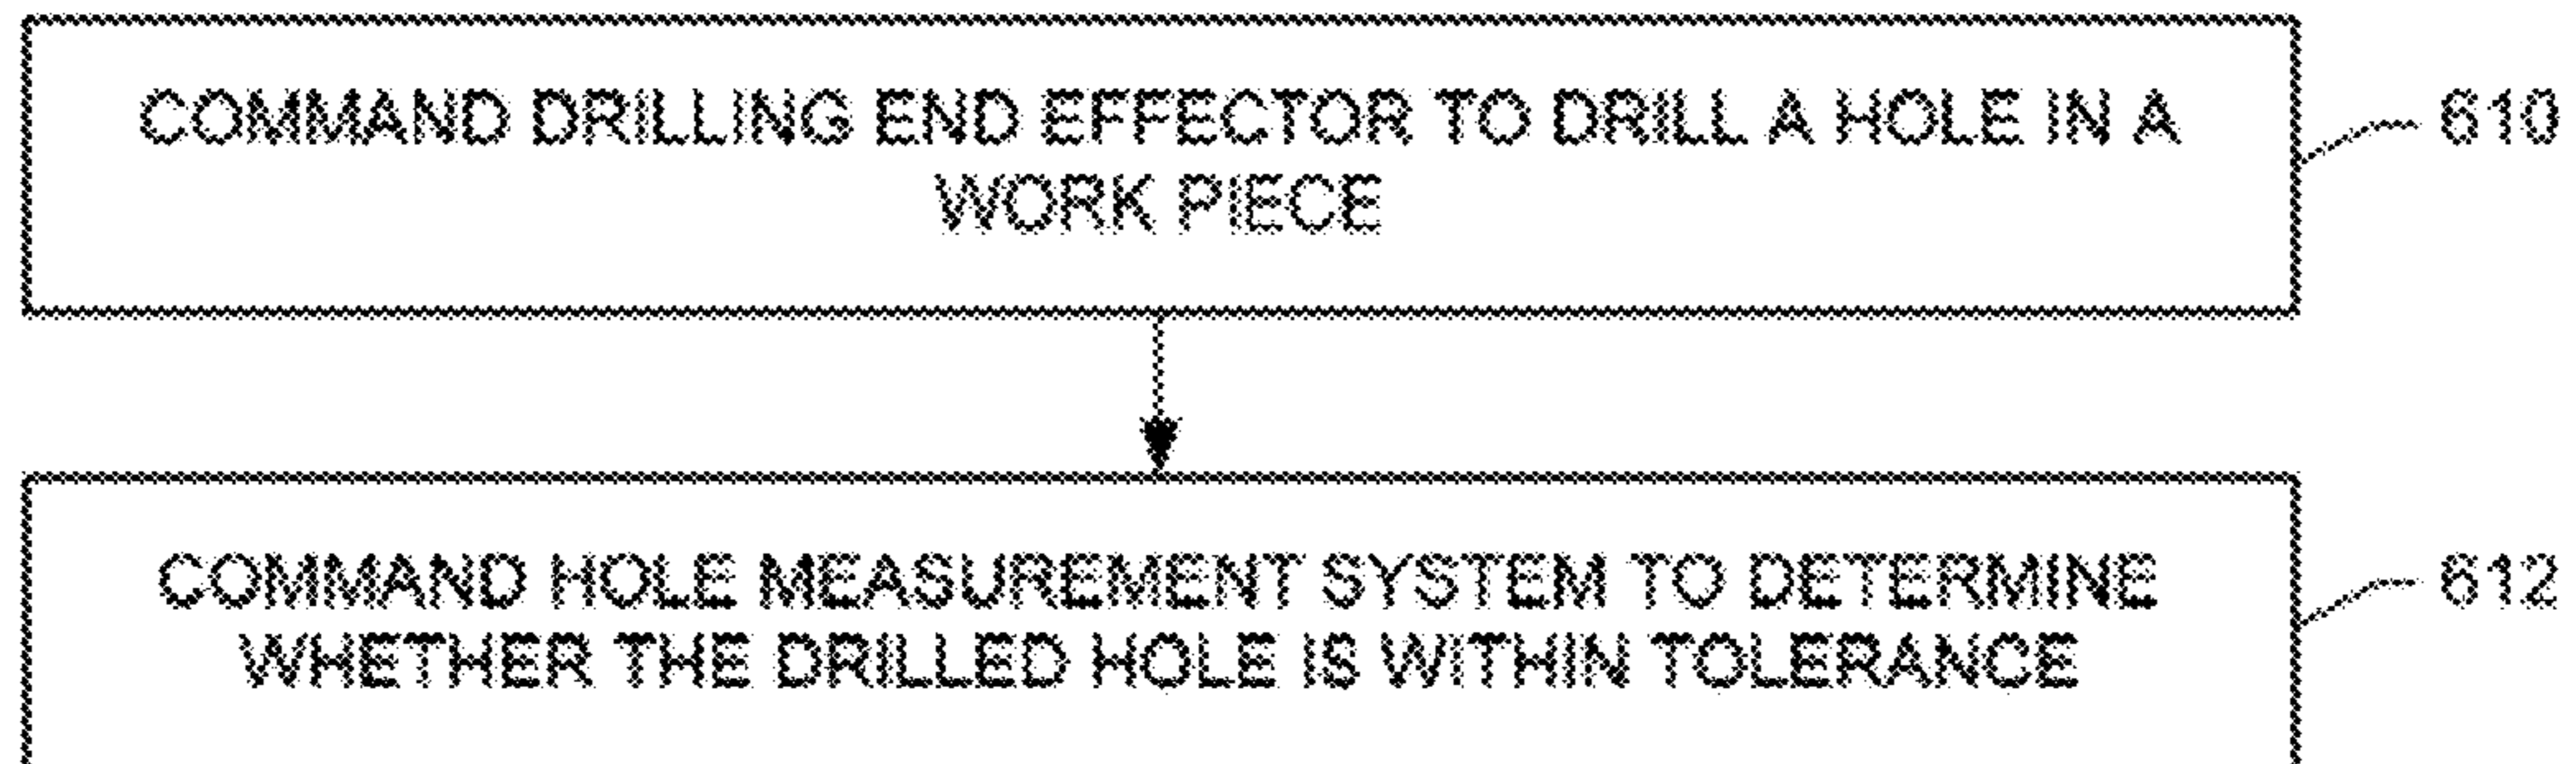 COMMAND DRILLING END EFFECTOR TO DRILL A HOLE IN A
WORK PIECE
610
COMMAND HOLE MEASUREMENT SYSTEM TO DETERMINE
WHETHER THE DRILLED HOLE IS WITHIN TOLERANCE
612